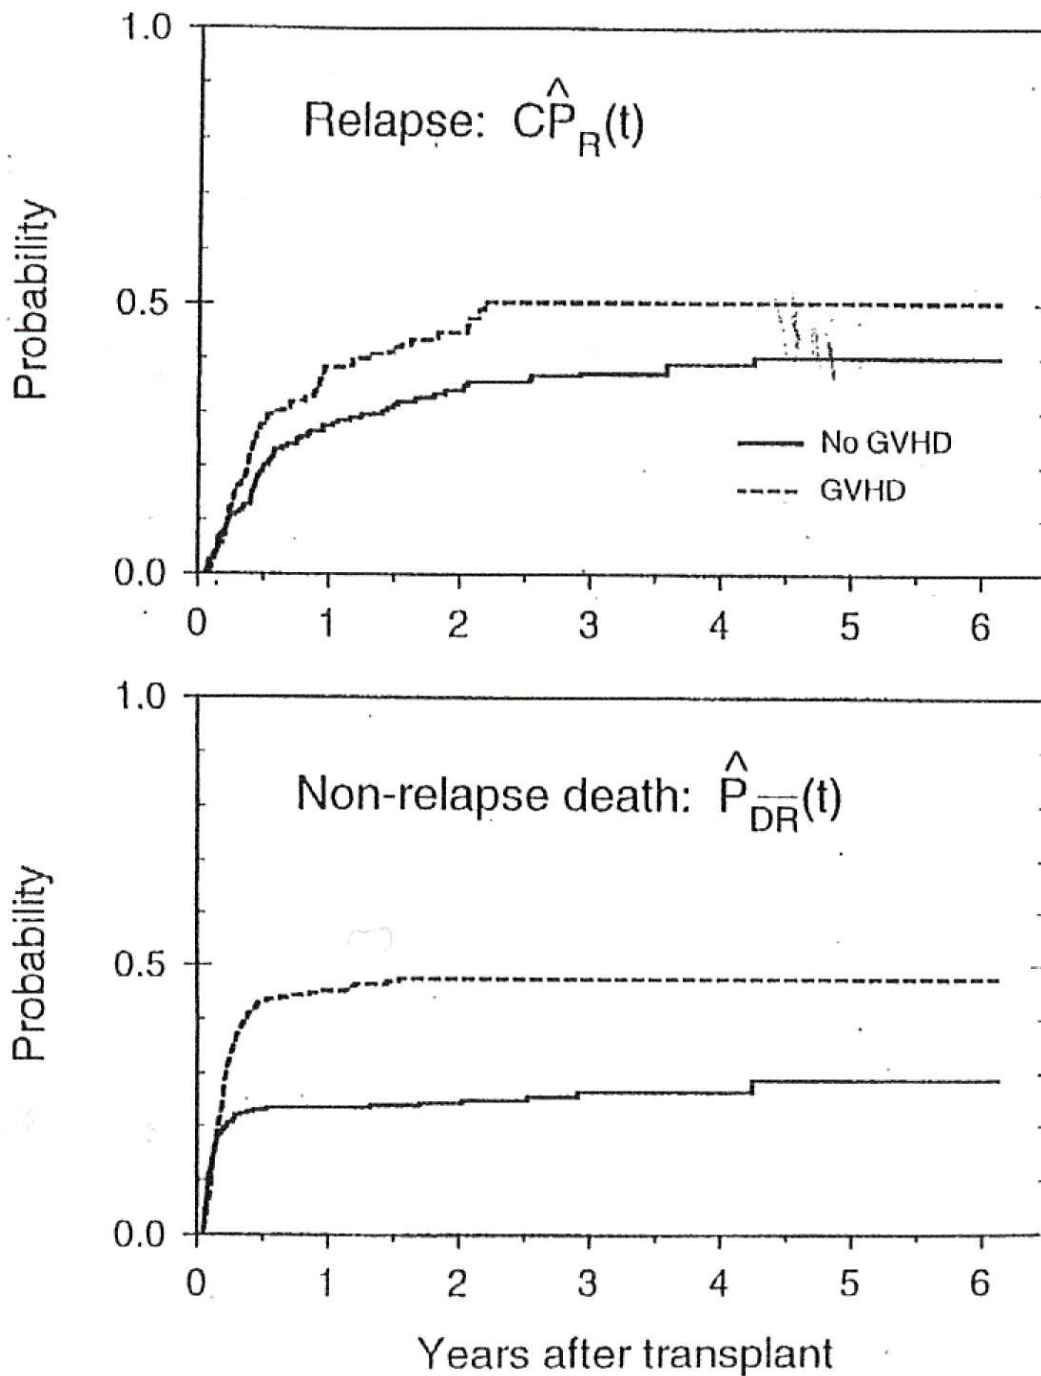 1.0
Relapse: CP̂_R(t)
Probability
0.5
No GVHD
GVHD
0.0
0 1 2 3 4 5 6
1.0
Non-relapse death: P̂_D̅R̅(t)
Probability
0.5
0.0
0 1 2 3 4 5 6
Years after transplant